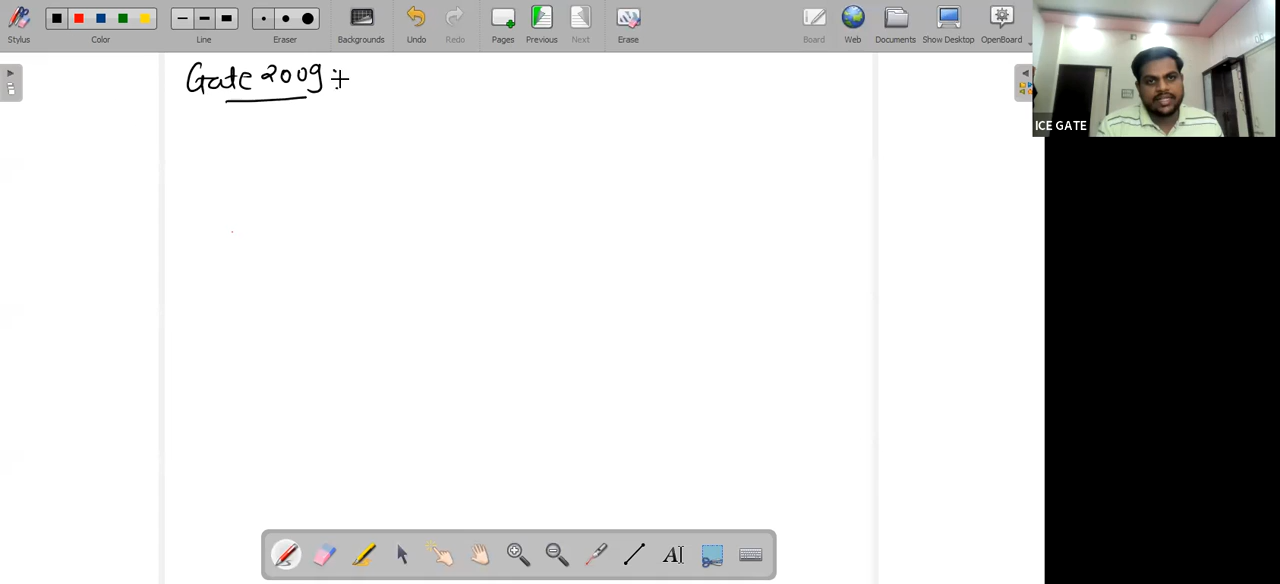 Stylus Color Line Eraser Backgrounds Undo Redo Pages Previous Next Erase Board Web Documents Show Desktop OpenBoard
Gate 2009 :-
ICE GATE
AI